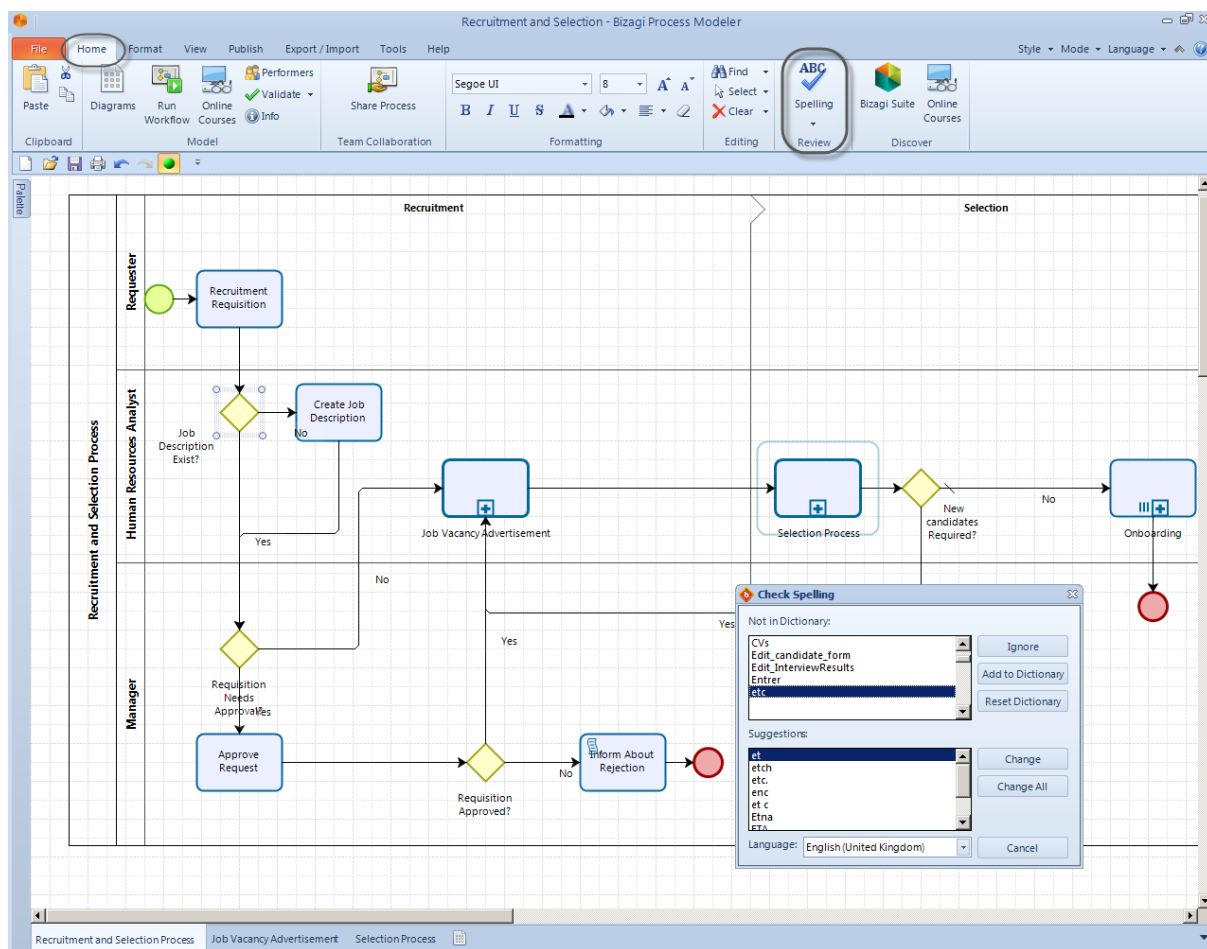 Recruitment and Selection - Bizagi Process Modeler
File Home Format View Publish Export / Import Tools Help Style Mode Language
Paste
Clipboard
Diagrams
Run
Workflow
Online
Courses
Performers
Validate
Info
Model
Share Process
Team Collaboration
Segoe UI 8 A A
B I U S A
Formatting
Find
Select
Clear
Editing
ABC
Spelling
Review
Bizagi Suite
Online
Courses
Discover
Palette
Recruitment Selection
Recruitment and Selection Process
Requester
Recruitment
Requisition
Human Resources Analyst
Job
Description
Exist?
No
Create Job
Description
Yes
Job Vacancy Advertisement
Selection Process
New
candidates
Required?
No
Onboarding
Manager
No
Yes
Yes
Requisition
Needs
Approval?
Yes
Approve
Request
Requisition
Approved?
No
Inform About
Rejection
b
Check Spelling
Not in Dictionary:
CVs
Edit_candidate_form
Edit_InterviewResults
Entrer
etc
Ignore
Add to Dictionary
Reset Dictionary
Suggestions:
et
etch
etc.
enc
et c
Etna
ETA
Change
Change All
Language: English (United Kingdom)
Cancel
Recruitment and Selection Process Job Vacancy Advertisement Selection Process